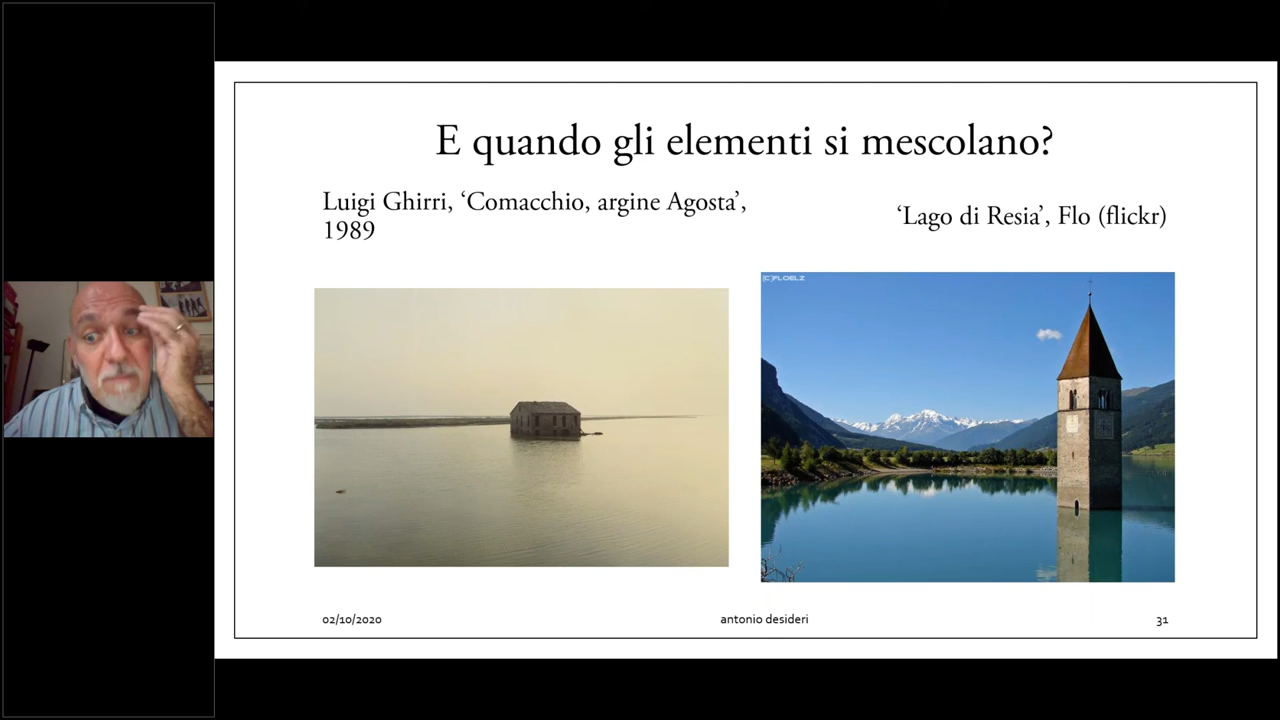 E quando gli elementi si mescolano?
Luigi Ghirri, ‘Comacchio, argine Agosta’,
1989
‘Lago di Resia’, Flo (flickr)
(C)FLOELZ
02/10/2020
antonio desideri
31